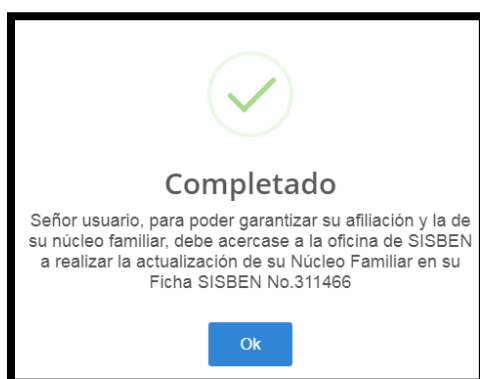 Completado
Señor usuario, para poder garantizar su afiliación y la de
su núcleo familiar, debe acercase a la oficina de SISBEN
a realizar la actualización de su Núcleo Familiar en su
Ficha SISBEN No.311466
Ok